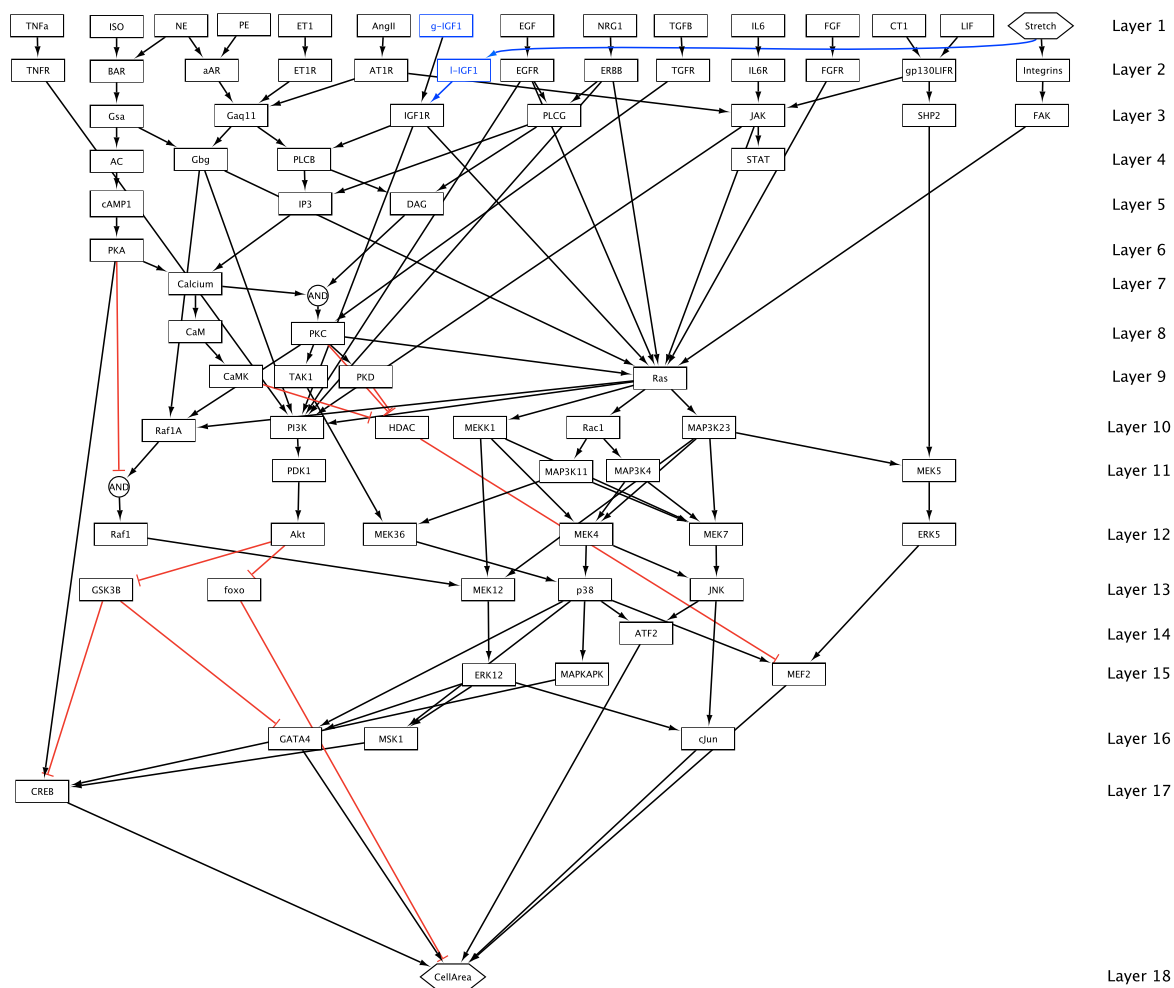 TNFa ISO NE PE ET1 AngII g-IGF1 EGF NRG1 TGFB IL6 FGF CT1 LIF Stretch Layer 1
TNFR BAR aAR ET1R AT1R l-IGF1 EGFR ERBB TGFR IL6R FGFR gp130LIFR Integrins Layer 2
Gsa Gaq11 IGF1R PLCG JAK SHP2 FAK Layer 3
AC Gbg PLCB STAT Layer 4
cAMP1 IP3 DAG Layer 5
PKA Layer 6
Calcium AND Layer 7
CaM PKC Layer 8
CaMK TAK1 PKD Ras Layer 9
Raf1A PI3K HDAC MEKK1 Rac1 MAP3K23 Layer 10
AND PDK1 MAP3K11 MAP3K4 MEK5 Layer 11
Raf1 Akt MEK36 MEK4 MEK7 ERK5 Layer 12
GSK3B foxo MEK12 p38 JNK Layer 13
ATF2 Layer 14
ERK12 MAPKAPK MEF2 Layer 15
GATA4 MSK1 cJun Layer 16
CREB Layer 17
CellArea Layer 18